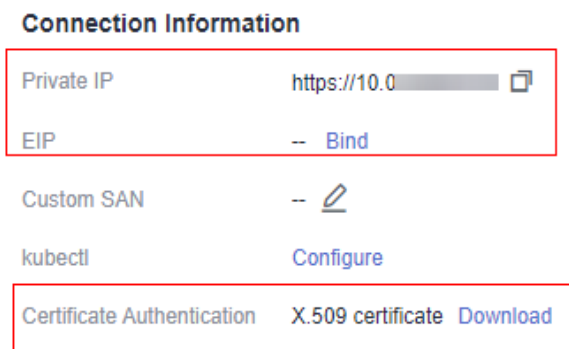 Connection Information
Private IP https://10.0
EIP -- Bind
Custom SAN --
kubectl Configure
Certificate Authentication X.509 certificate Download